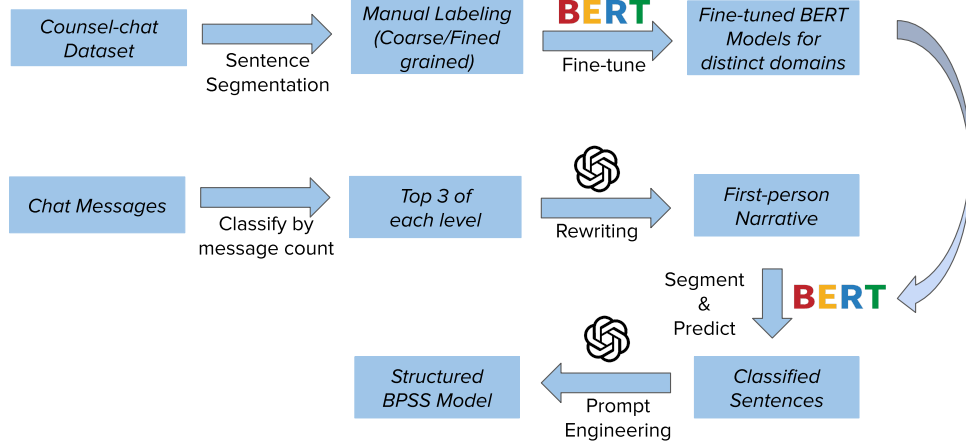 Counsel-chat
Dataset
Sentence
Segmentation
Manual Labeling
(Coarse/Fined
grained)
BERT
Fine-tune
Fine-tuned BERT
Models for
distinct domains
Chat Messages
Classify by
message count
Top 3 of
each level
Rewriting
First-person
Narrative
Segment
&
Predict
BERT
Classified
Sentences
Prompt
Engineering
Structured
BPSS Model